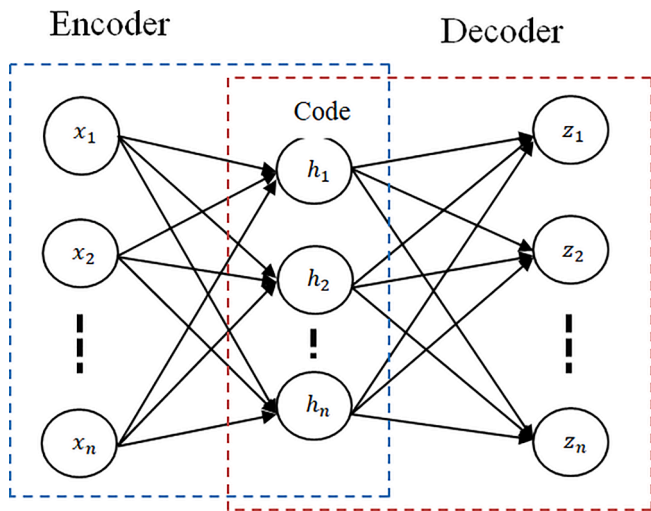 Encoder
Decoder
Code
x₁
h₁
z₁
x₂
h₂
z₂
xₙ
hₙ
zₙ